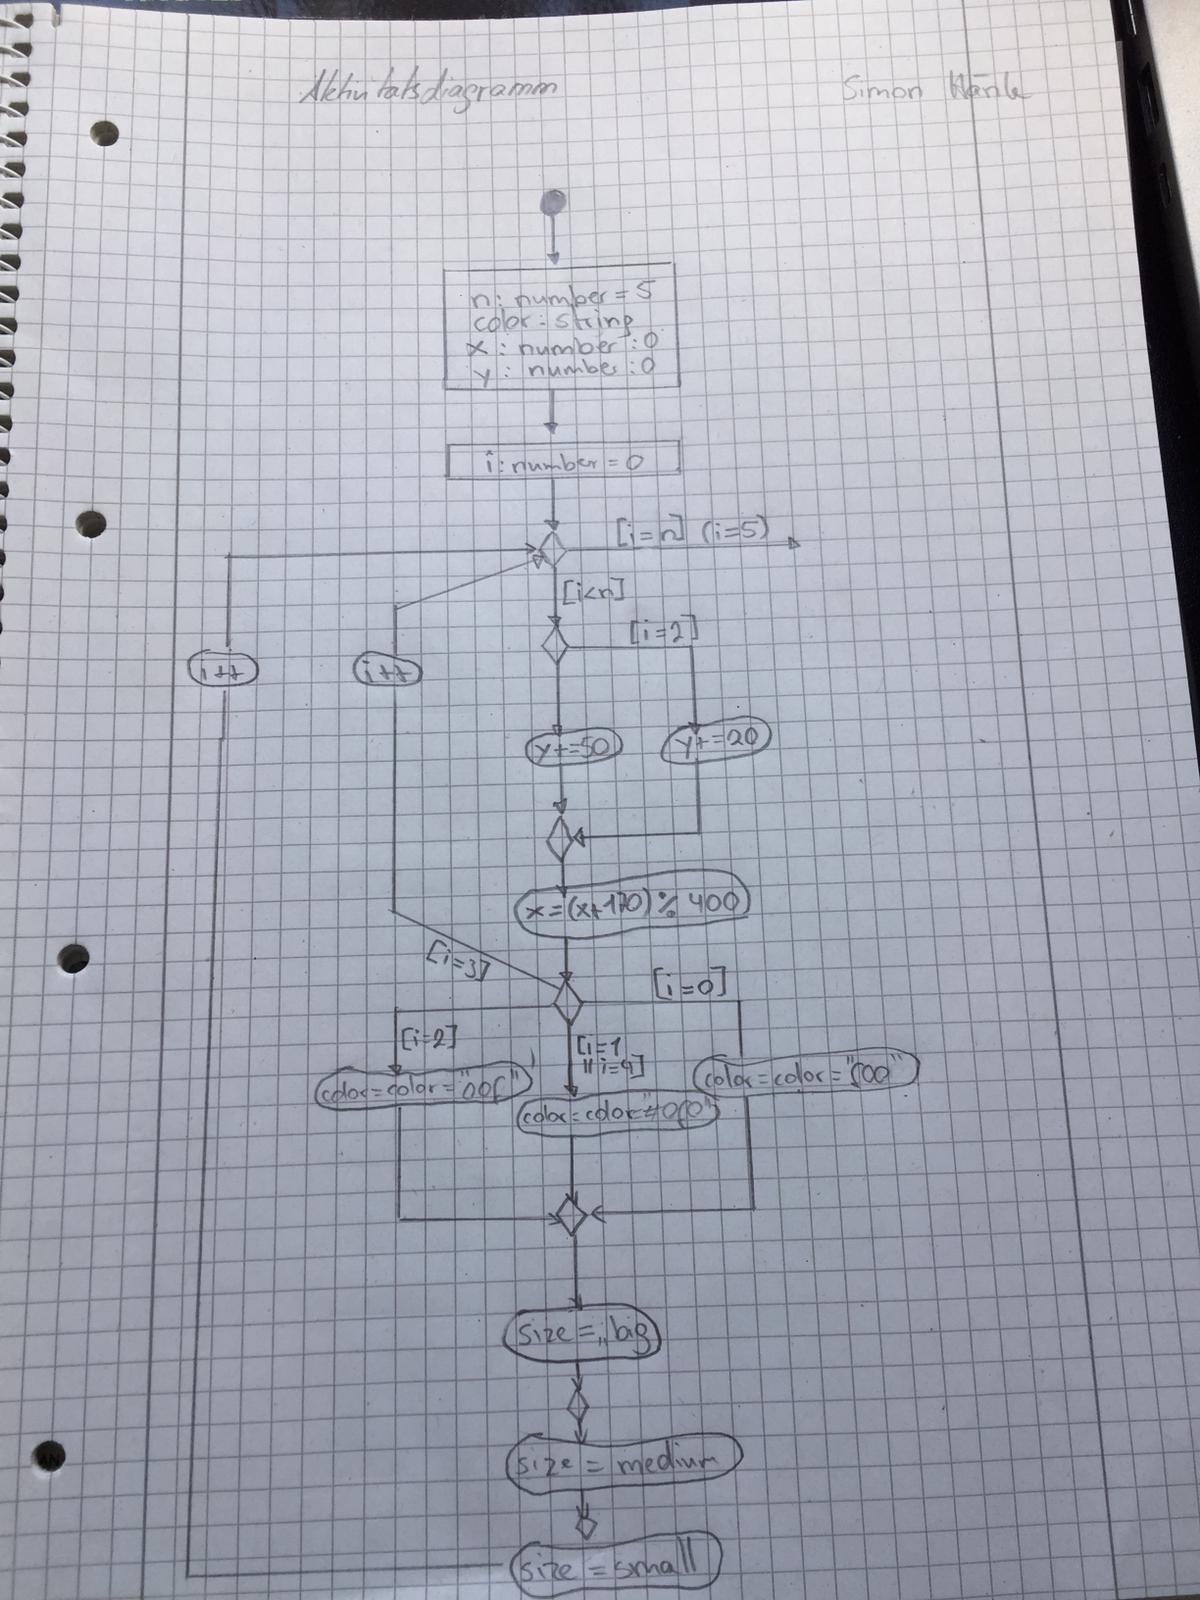 Aktivitätsdiagramm
Simon
n: number = 5
color: string
x: number :0
y: number :0
i: number = 0
[i=n] (i=5)
[i<n]
[i=2]
i++
i++
y+=50
y+=20
x=(x+170) % 400
[i=3]
[i=0]
[i=2]
[i=1
|| i=4]
color=color="00f"
color=color="f00"
color=color"#0f0"
size = „big
size = medium
size = small